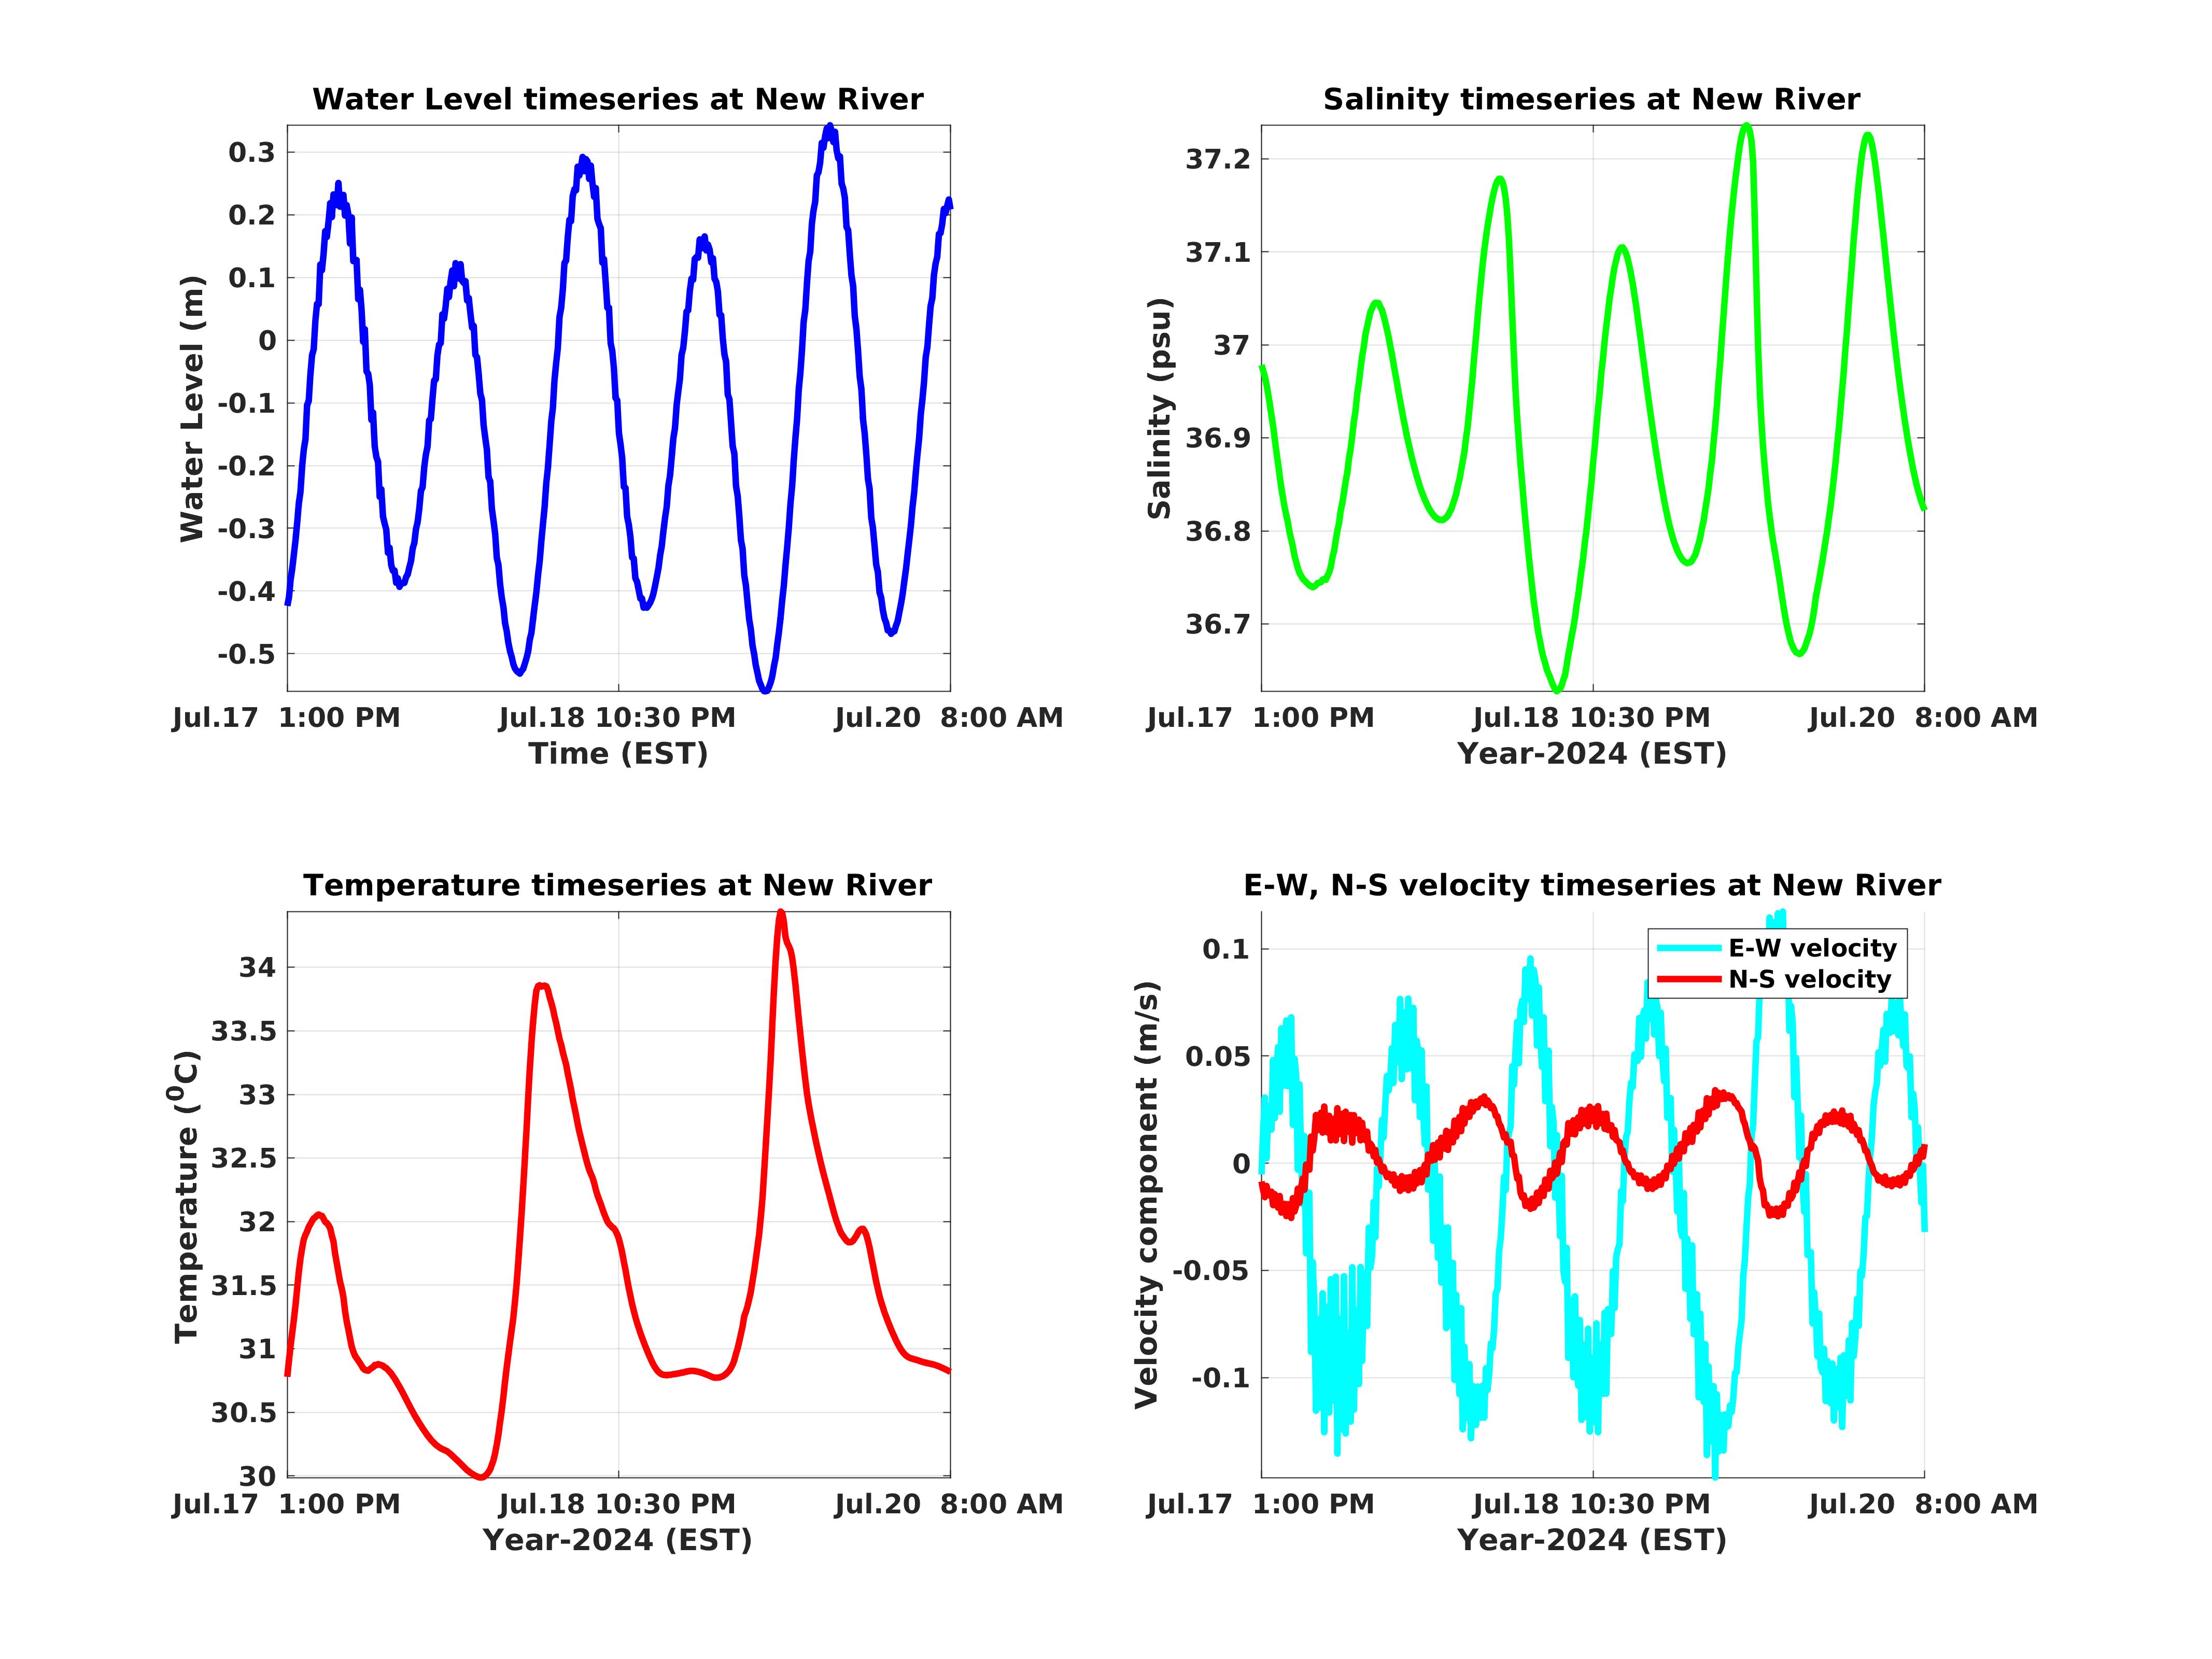 Water Level timeseries at New River
Water Level (m)
0.3
0.2
0.1
0
-0.1
-0.2
-0.3
-0.4
-0.5
Jul.17 1:00 PM Jul.18 10:30 PM Jul.20 8:00 AM
Time (EST)
Salinity timeseries at New River
Salinity (psu)
37.2
37.1
37
36.9
36.8
36.7
Jul.17 1:00 PM Jul.18 10:30 PM Jul.20 8:00 AM
Year-2024 (EST)
Temperature timeseries at New River
Temperature (⁰C)
34
33.5
33
32.5
32
31.5
31
30.5
30
Jul.17 1:00 PM Jul.18 10:30 PM Jul.20 8:00 AM
Year-2024 (EST)
E-W, N-S velocity timeseries at New River
Velocity component (m/s)
0.1
0.05
0
-0.05
-0.1
E-W velocity
N-S velocity
Jul.17 1:00 PM Jul.18 10:30 PM Jul.20 8:00 AM
Year-2024 (EST)